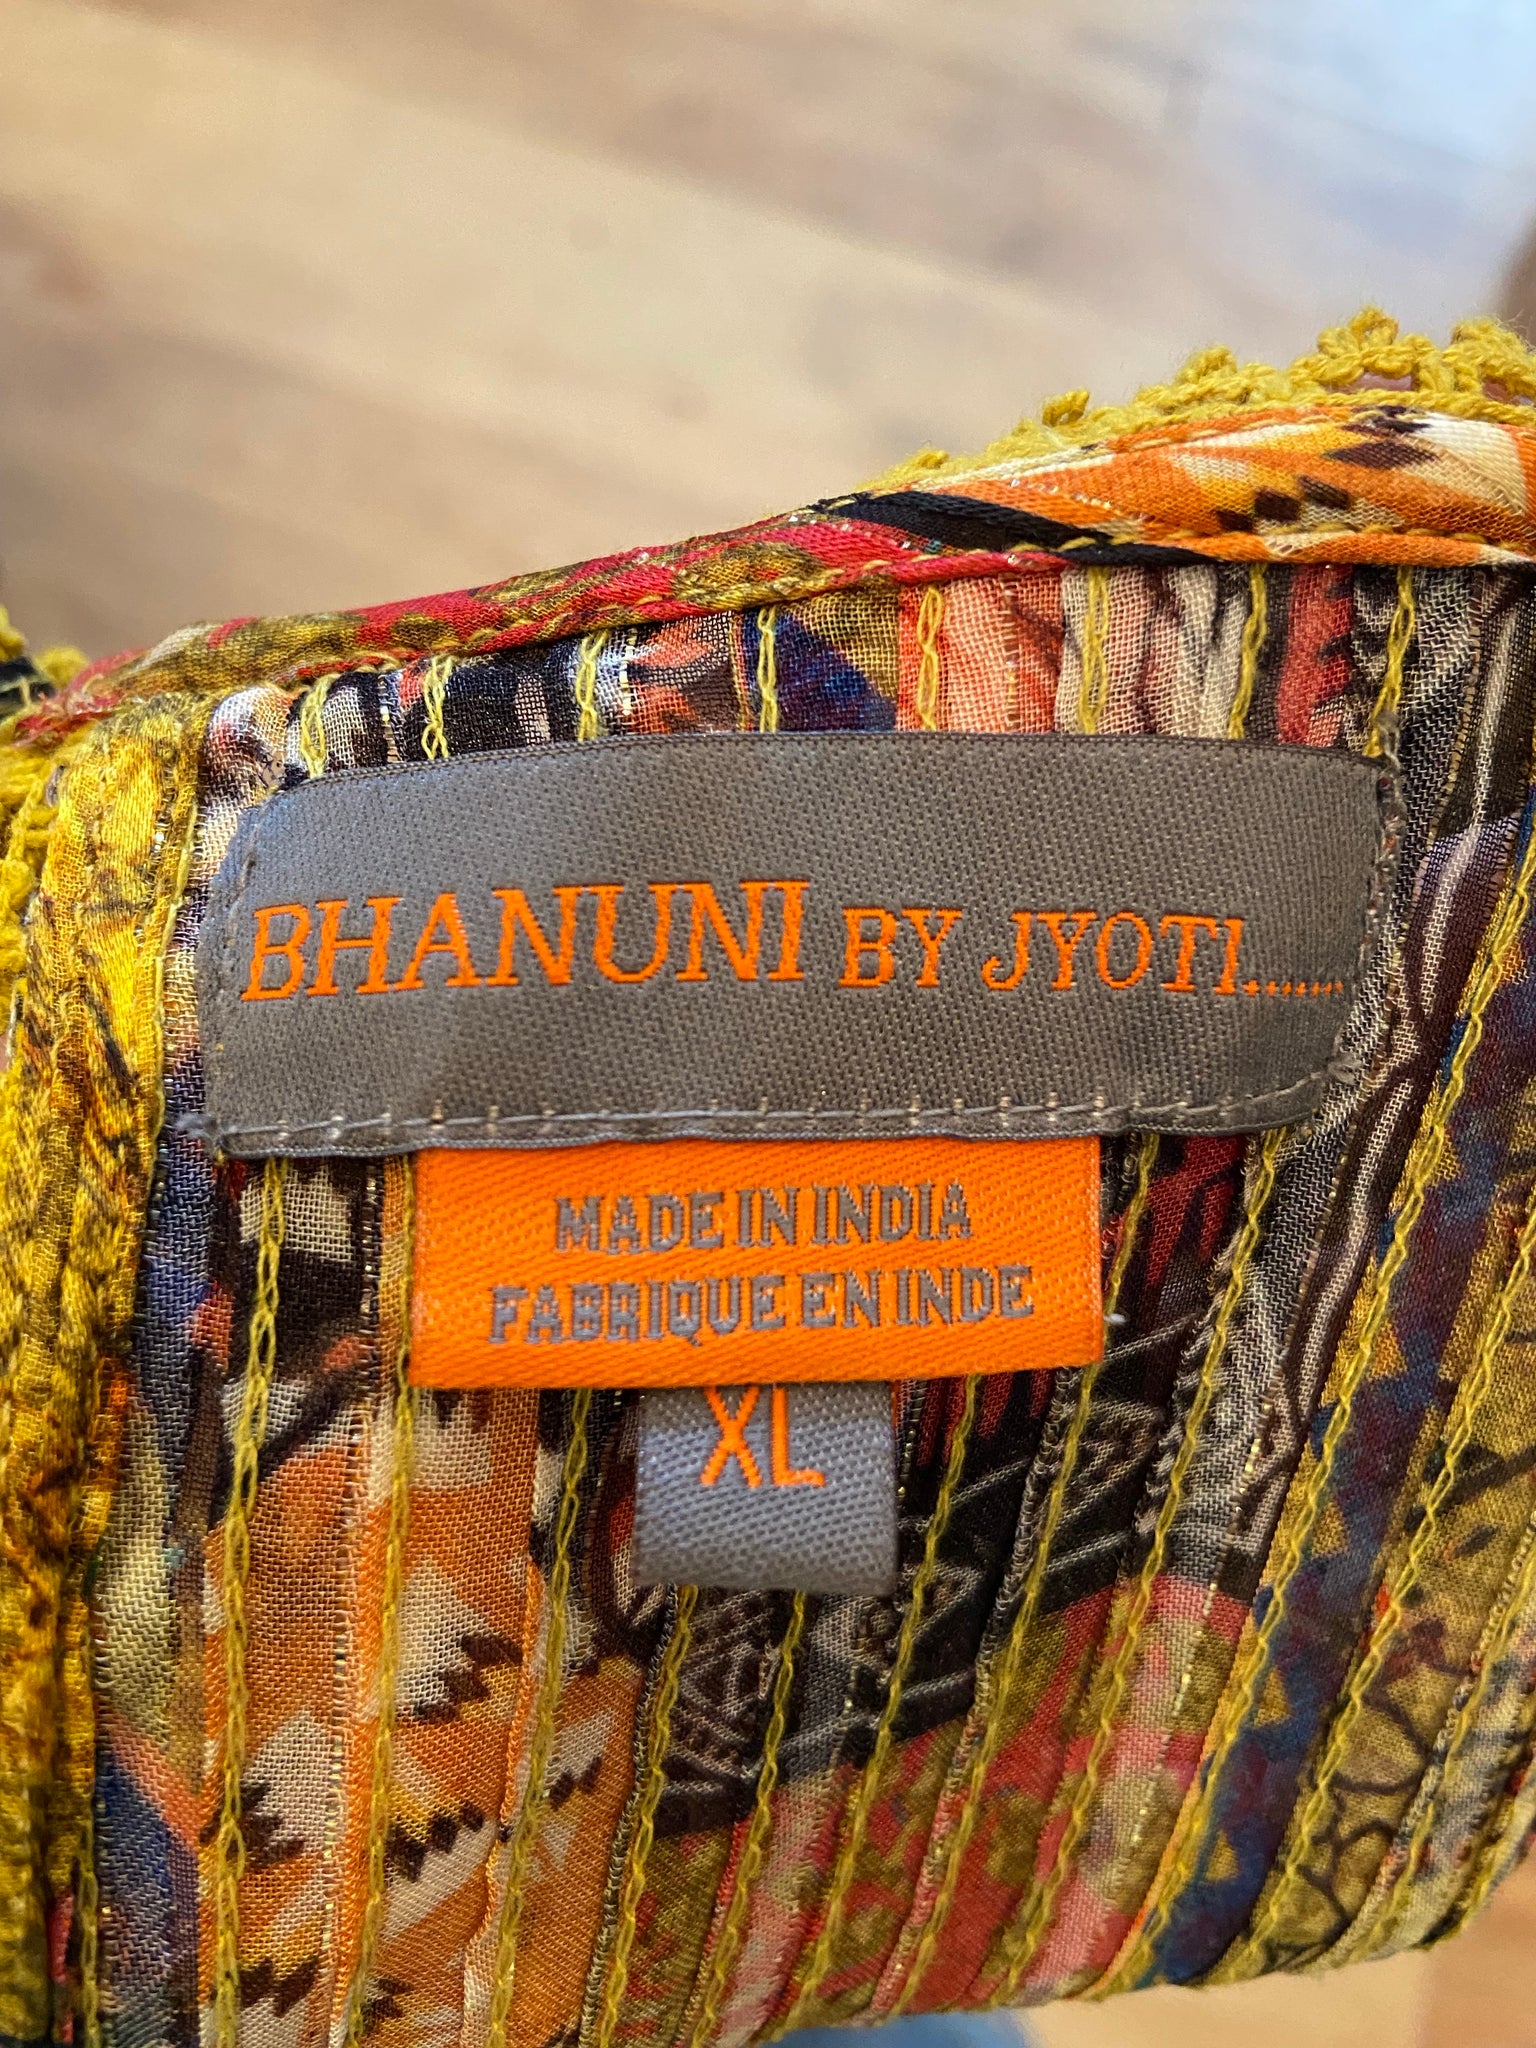 BHANUNI BY JYOTI......
MADE IN INDIA
FABRIQUE EN INDE
XL